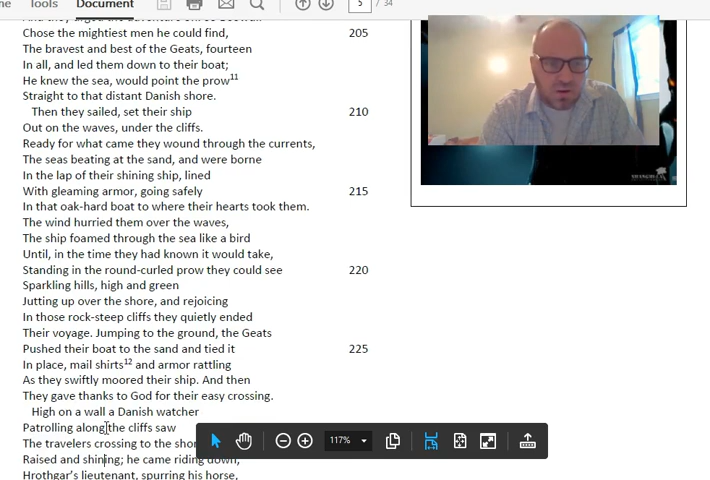 Tools
Document
5 / 34
Chose the mightiest men he could find, 205
The bravest and best of the Geats, fourteen
In all, and led them down to their boat;
He knew the sea, would point the prow11
Straight to that distant Danish shore.
Then they sailed, set their ship 210
Out on the waves, under the cliffs.
Ready for what came they wound through the currents,
The seas beating at the sand, and were borne
In the lap of their shining ship, lined
With gleaming armor, going safely 215
In that oak-hard boat to where their hearts took them.
The wind hurried them over the waves,
The ship foamed through the sea like a bird
Until, in the time they had known it would take,
Standing in the round-curled prow they could see 220
Sparkling hills, high and green
Jutting up over the shore, and rejoicing
In those rock-steep cliffs they quietly ended
Their voyage. Jumping to the ground, the Geats
Pushed their boat to the sand and tied it 225
In place, mail shirts12 and armor rattling
As they swiftly moored their ship. And then
They gave thanks to God for their easy crossing.
High on a wall a Danish watcher
Patrolling along the cliffs saw
The travelers crossing to the shor
Raised and shining; he came riding down,
Hrothgar's lieutenant, spurring his horse,
117%